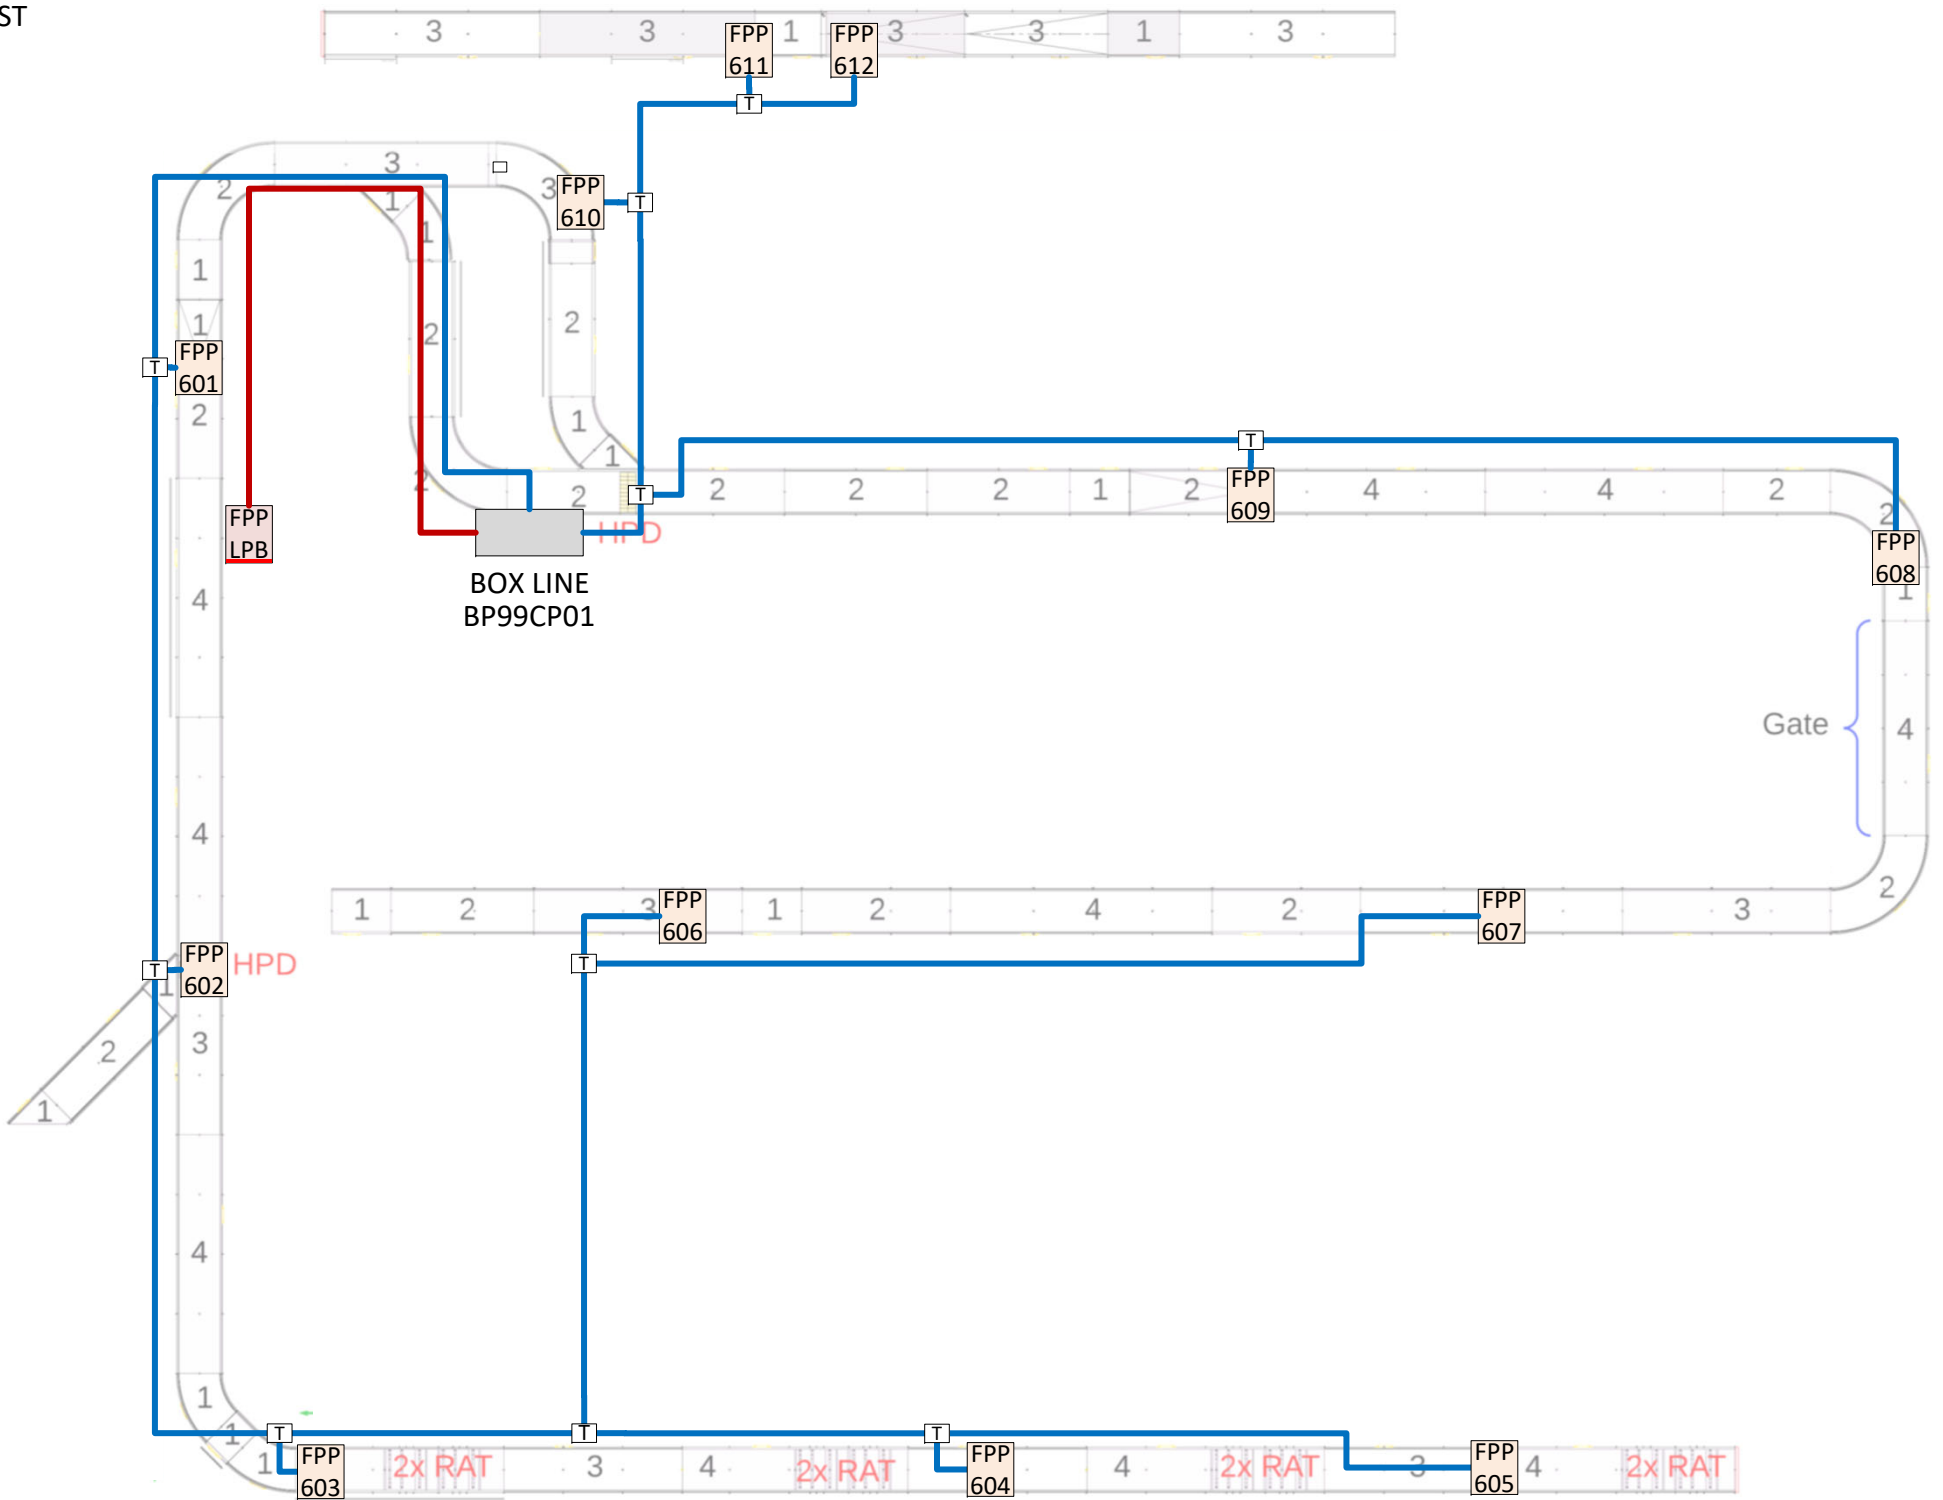 ST
3 3 1 3 3 1 3
FPP
611
FPP
612
T
3
2 1 3
FPP
610
T
1
1
1
2 2
FPP
601
T
2
1
1
T
2 2 T 2 2 2 1 2 4 4 2
FPP
609
2
FPP
LPB
HPD
FPP
608
1
BOX LINE
BP99CP01
4
Gate 4
4
2
1 2 3 1 2 4 2 3
FPP
606
FPP
607
T
T
FPP
602
HPD
1
3
2
1
4
1
1
T T T
1
FPP
603
2x RAT 3 4 2x RAT
FPP
604
4 2x RAT 3
FPP
605
4 2x RAT